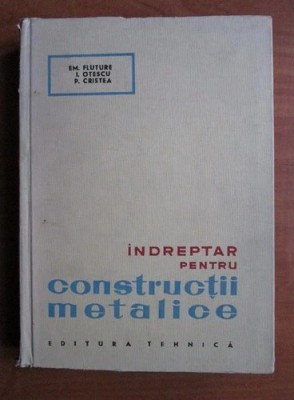 EM. FLUTURE
I. OTESCU
P. CRISTEA
ÎNDREPTAR
PENTRU
construcții
metalice
EDITURA TEHNICĂ